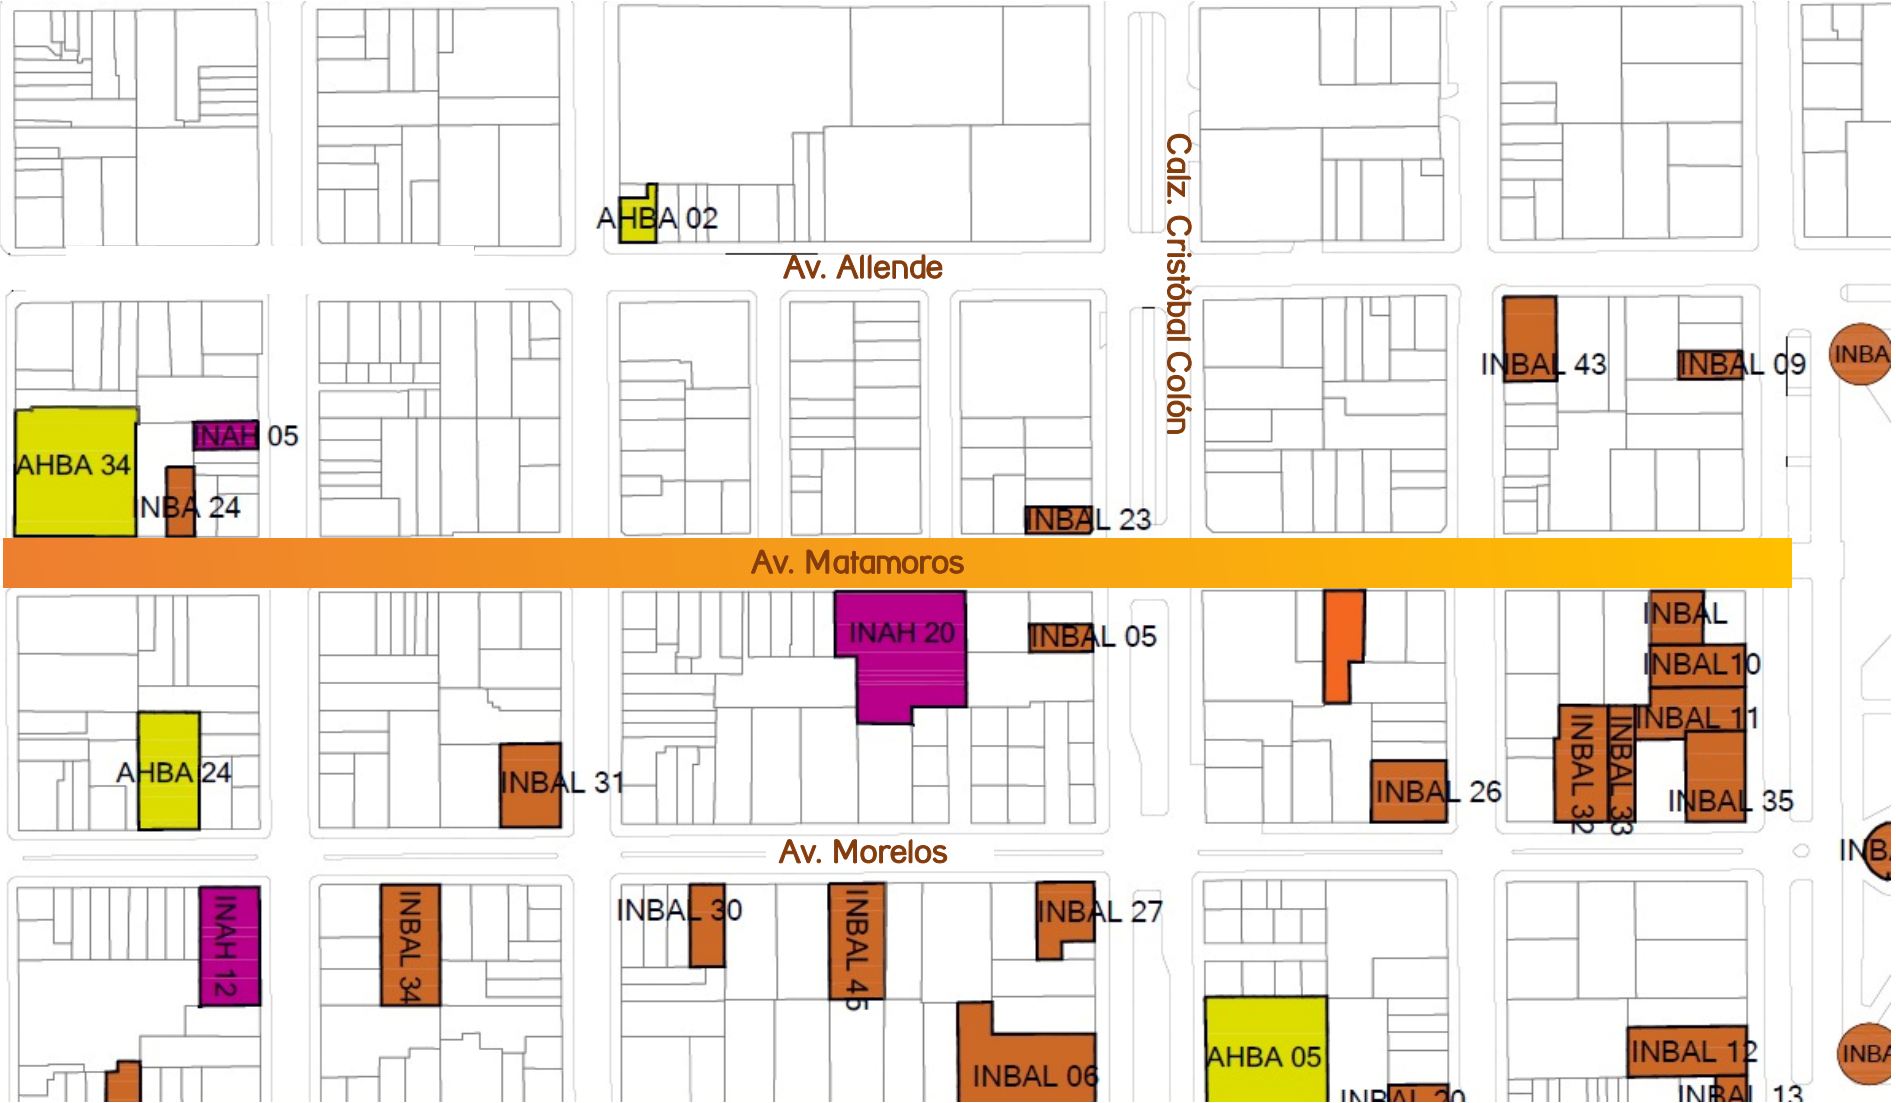 AHBA 02
Av. Allende
Calz. Cristóbal Colón
INBAL 43
INBAL 09
INBA
INAH 05
AHBA 34
INBA 24
INBAL 23
Av. Matamoros
INAH 20
INBAL 05
INBAL
INBAL10
INBAL 11
INBAL 32
INBAL 33
INBAL 35
AHBA 24
INBAL 31
INBAL 26
Av. Morelos
INBA
INAH 12
INBAL 34
INBAL 30
INBAL 45
INBAL 27
INBAL 06
AHBA 05
INBAL 20
INBAL 12
INBAL 13
INBA